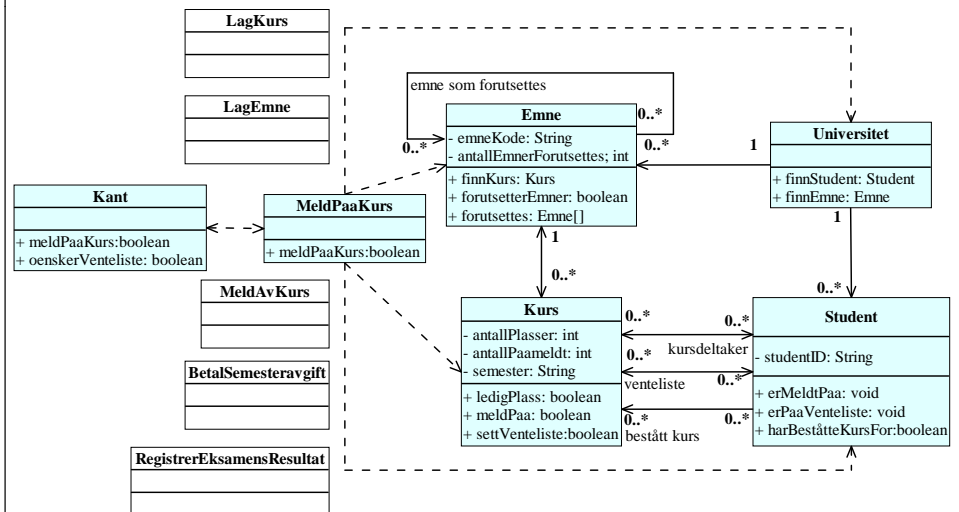 LagKurs
LagEmne
emne som forutsettes
Emne
0..*
- emneKode: String
- antallEmnerForutsettes; int
0..*
0..*
+ finnKurs: Kurs
+ forutsetterEmner: boolean
+ forutsettes: Emne[]
1
Universitet
+ finnStudent: Student
+ finnEmne: Emne
1
Kant
+ meldPaaKurs:boolean
+ oenskerVenteliste: boolean
MeldPaaKurs
+ meldPaaKurs:boolean
1
0..*
0..*
MeldAvKurs
Kurs
- antallPlasser: int
- antallPaameldt: int
- semester: String
+ ledigPlass: boolean
+ meldPaa: boolean
+ settVenteliste:boolean
0..*
0..*
kursdeltaker
0..*
venteliste
0..*
0..*
0..*
bestått kurs
Student
- studentID: String
+ erMeldtPaa: void
+ erPaaVenteliste: void
+ harBeståtteKursFor:boolean
BetalSemesteravgift
RegistrerEksamensResultat